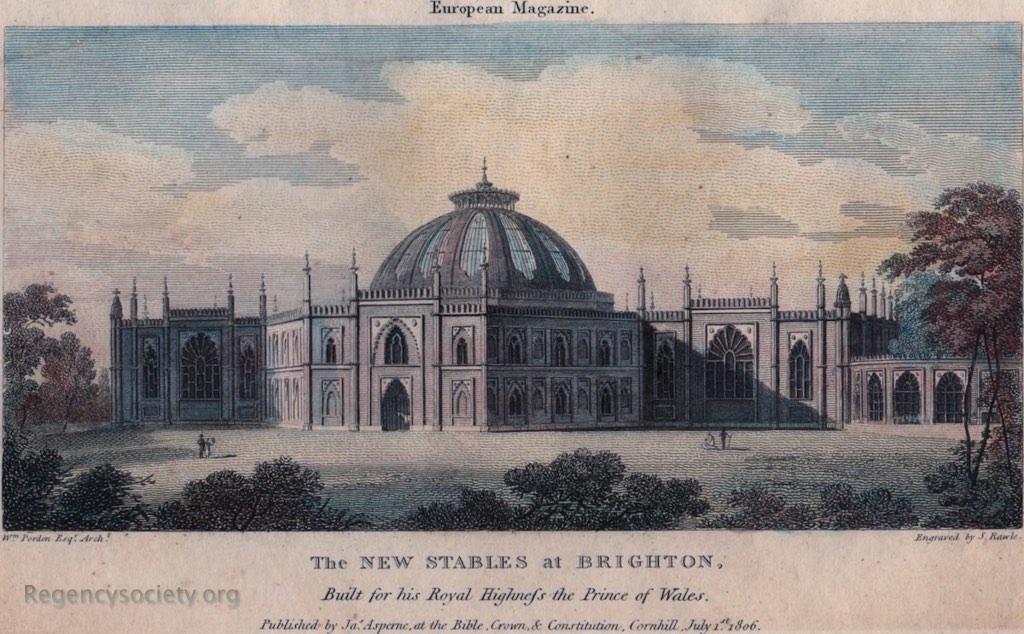 European Magazine.
Wm. Porden Esqr. Archt.
Engraved by S. Rawle.
The NEW STABLES at BRIGHTON,
Built for his Royal Highneſs the Prince of Wales.
Regencysociety.org
Published by Jas. Asperne, at the Bible, Crown, & Constitution, Cornhill, July 1st. 1806.